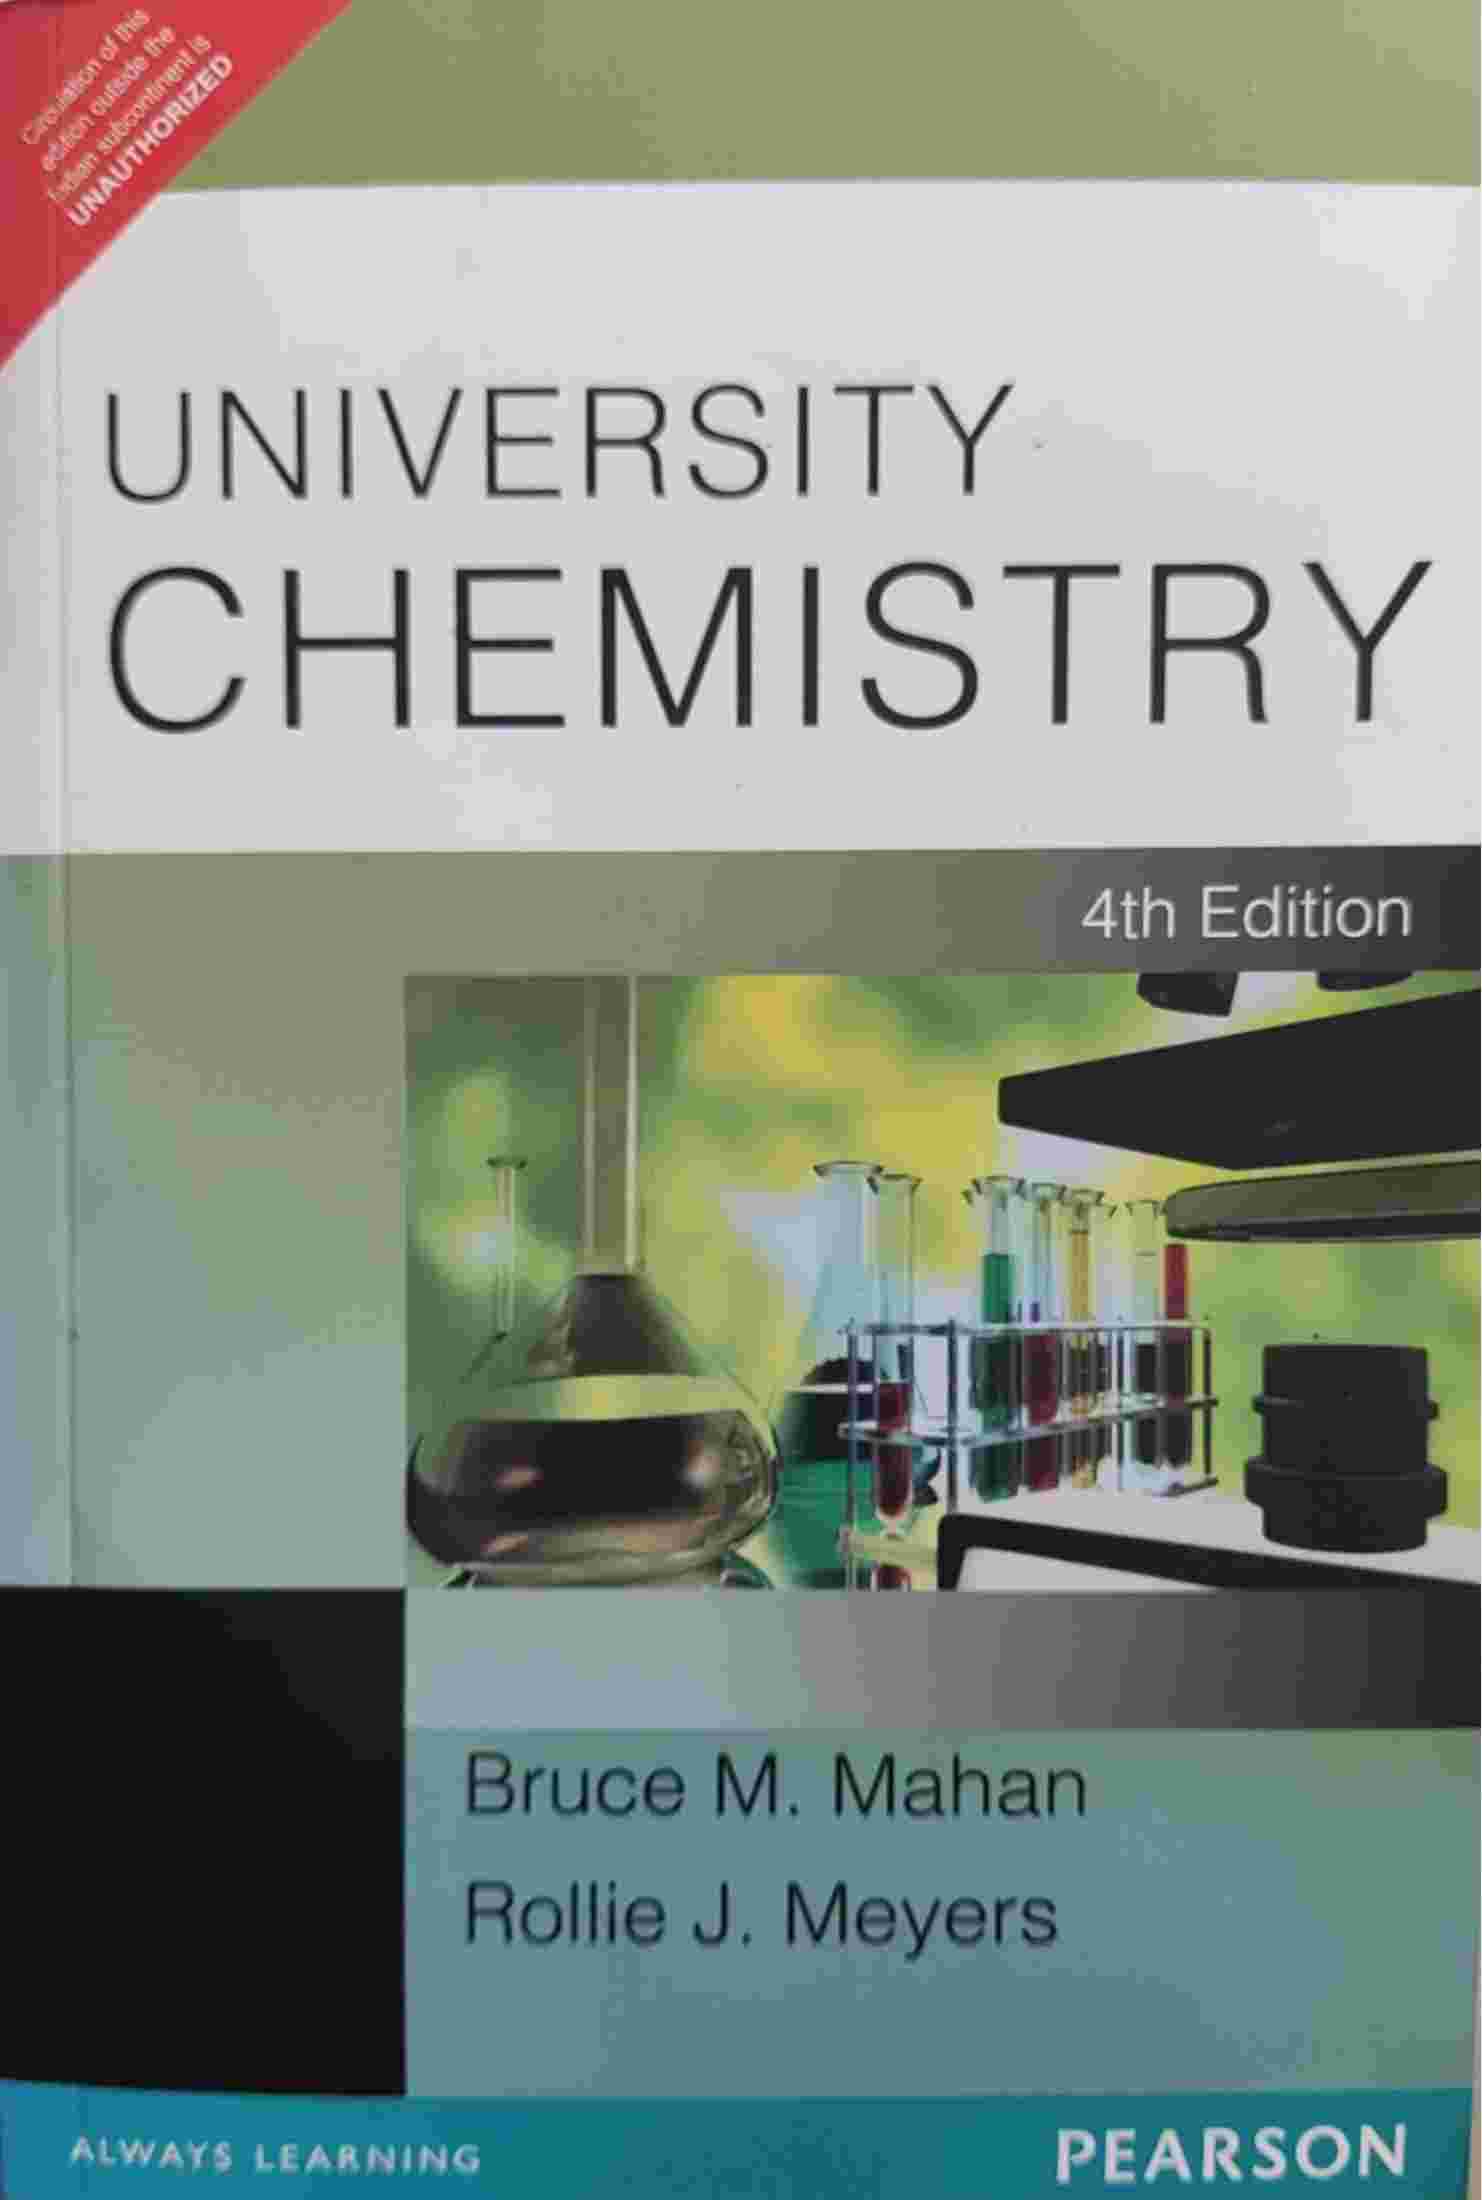 Circulation of this
edition outside the
Indian subcontinent is
UNAUTHORIZED
UNIVERSITY
CHEMISTRY
4th Edition
Bruce M. Mahan
Rollie J. Meyers
ALWAYS LEARNING
PEARSON